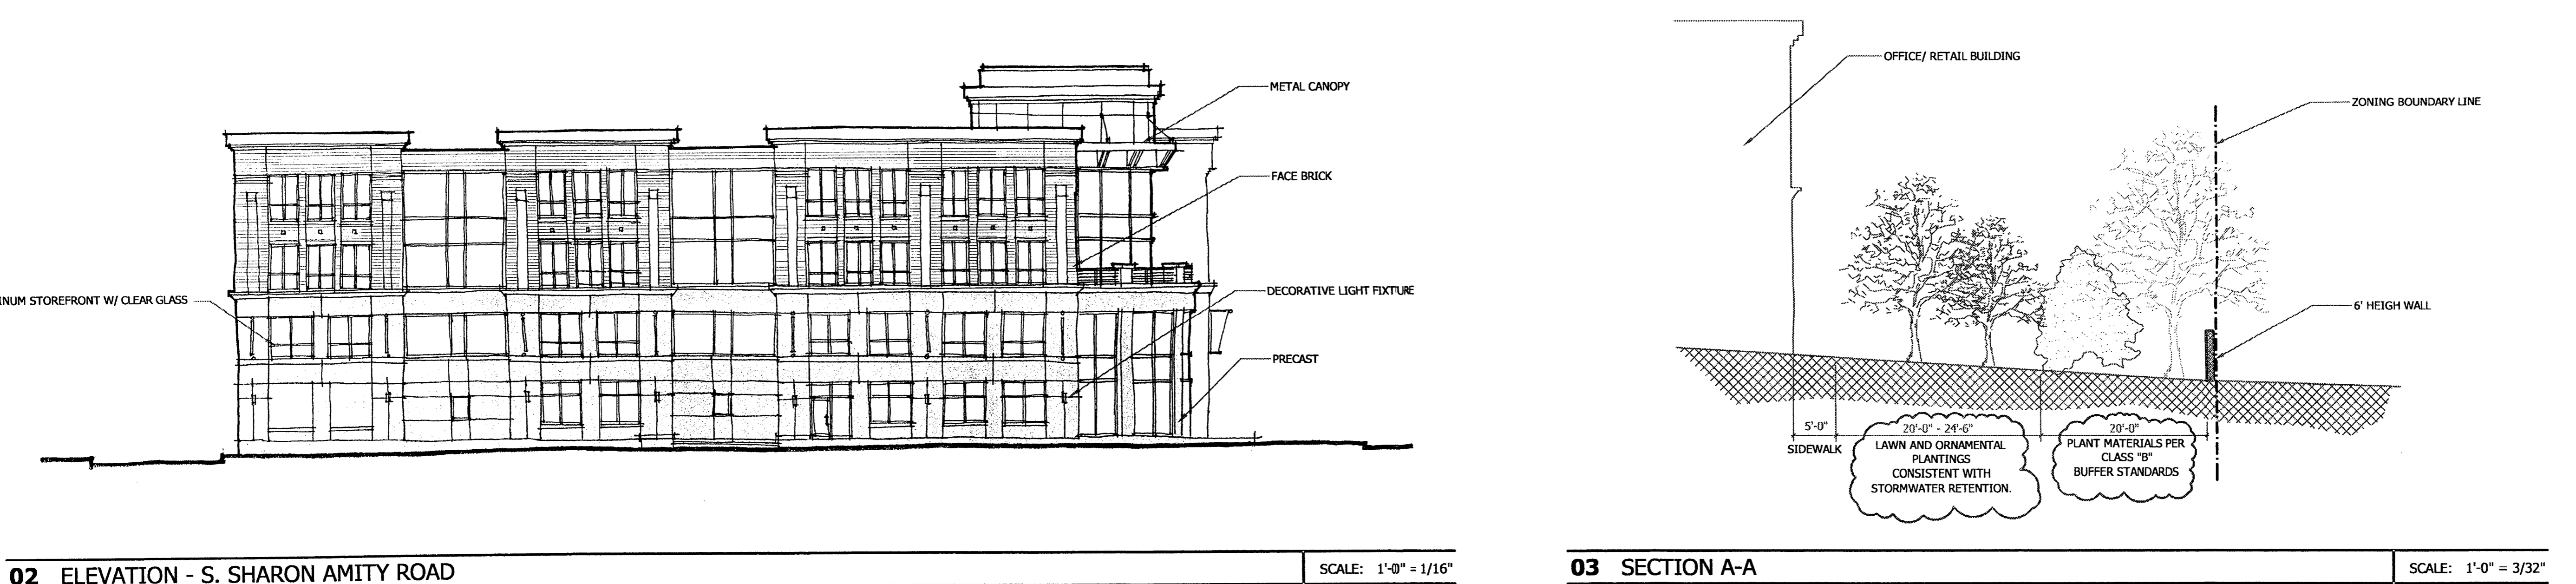 METAL CANOPY
FACE BRICK
INUM STOREFRONT W/ CLEAR GLASS
DECORATIVE LIGHT FIXTURE
PRECAST
02 ELEVATION - S. SHARON AMITY ROAD
SCALE: 1'-0" = 1/16"
OFFICE/ RETAIL BUILDING
ZONING BOUNDARY LINE
6' HEIGH WALL
5'-0"
SIDEWALK
20'-0" - 24'-6"
LAWN AND ORNAMENTAL
PLANTINGS
CONSISTENT WITH
STORMWATER RETENTION.
20'-0"
PLANT MATERIALS PER
CLASS "B"
BUFFER STANDARDS
03 SECTION A-A
SCALE: 1'-0" = 3/32"